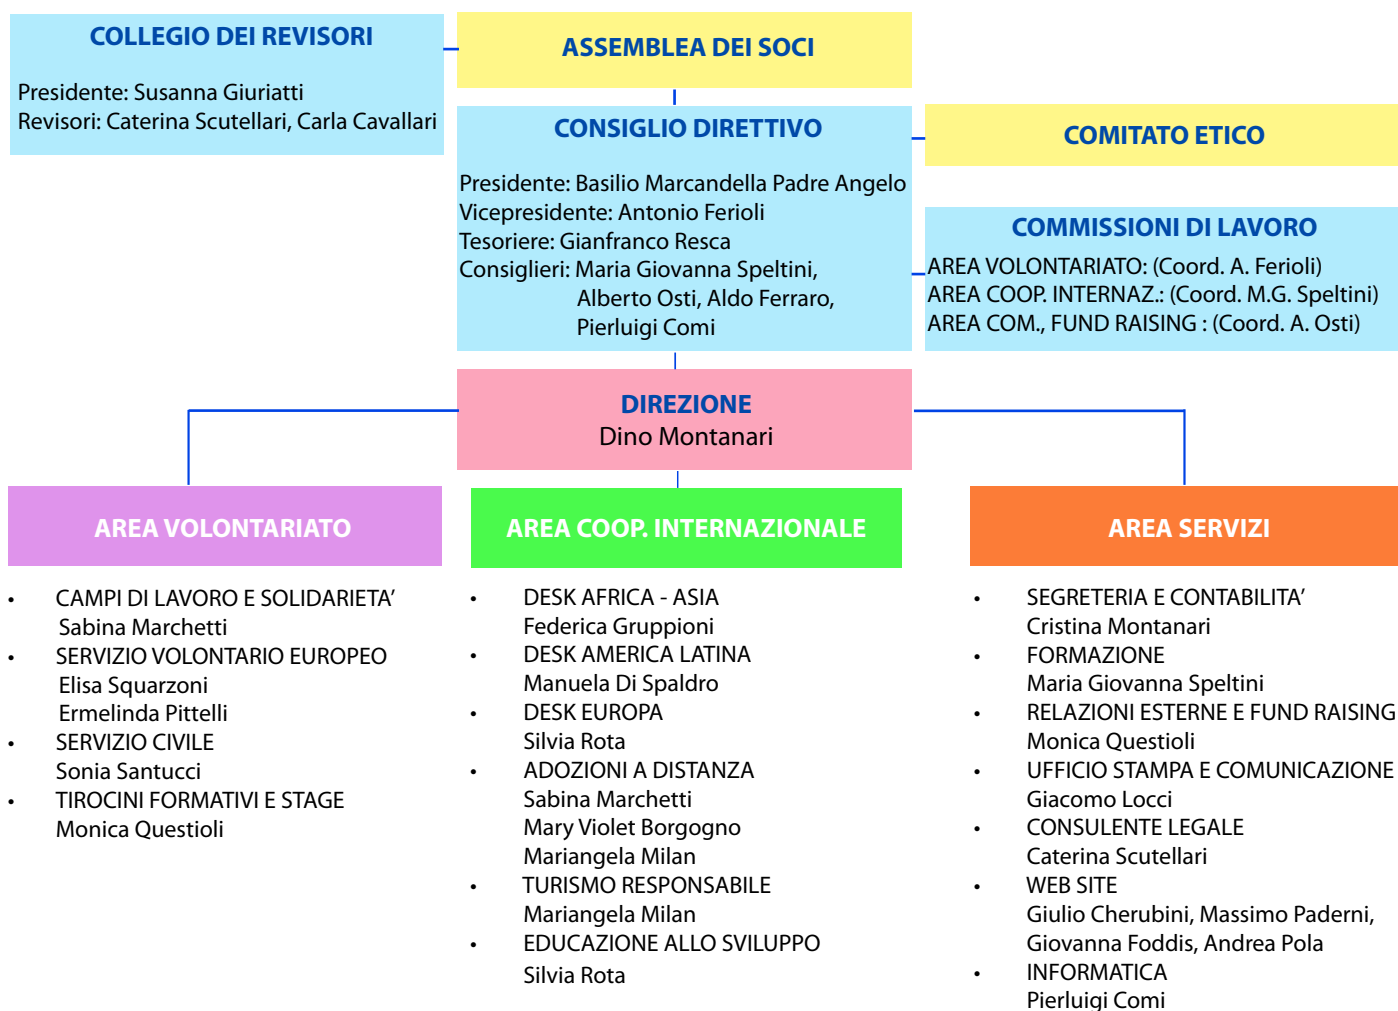 COLLEGIO DEI REVISORI
Presidente: Susanna Giuriatti
Revisori: Caterina Scutellari, Carla Cavallari
ASSEMBLEA DEI SOCI
CONSIGLIO DIRETTIVO
Presidente: Basilio Marcandella Padre Angelo
Vicepresidente: Antonio Ferioli
Tesoriere: Gianfranco Resca
Consiglieri: Maria Giovanna Speltini,
Alberto Osti, Aldo Ferraro,
Pierluigi Comi
COMITATO ETICO
COMMISSIONI DI LAVORO
AREA VOLONTARIATO: (Coord. A. Ferioli)
AREA COOP. INTERNAZ.: (Coord. M.G. Speltini)
AREA COM., FUND RAISING : (Coord. A. Osti)
DIREZIONE
Dino Montanari
AREA VOLONTARIATO
• CAMPI DI LAVORO E SOLIDARIETA’
Sabina Marchetti
• SERVIZIO VOLONTARIO EUROPEO
Elisa Squarzoni
Ermelinda Pittelli
• SERVIZIO CIVILE
Sonia Santucci
• TIROCINI FORMATIVI E STAGE
Monica Questioli
AREA COOP. INTERNAZIONALE
• DESK AFRICA - ASIA
Federica Gruppioni
• DESK AMERICA LATINA
Manuela Di Spaldro
• DESK EUROPA
Silvia Rota
• ADOZIONI A DISTANZA
Sabina Marchetti
Mary Violet Borgogno
Mariangela Milan
• TURISMO RESPONSABILE
Mariangela Milan
• EDUCAZIONE ALLO SVILUPPO
Silvia Rota
AREA SERVIZI
• SEGRETERIA E CONTABILITA’
Cristina Montanari
• FORMAZIONE
Maria Giovanna Speltini
• RELAZIONI ESTERNE E FUND RAISING
Monica Questioli
• UFFICIO STAMPA E COMUNICAZIONE
Giacomo Locci
• CONSULENTE LEGALE
Caterina Scutellari
• WEB SITE
Giulio Cherubini, Massimo Paderni,
Giovanna Foddis, Andrea Pola
• INFORMATICA
Pierluigi Comi